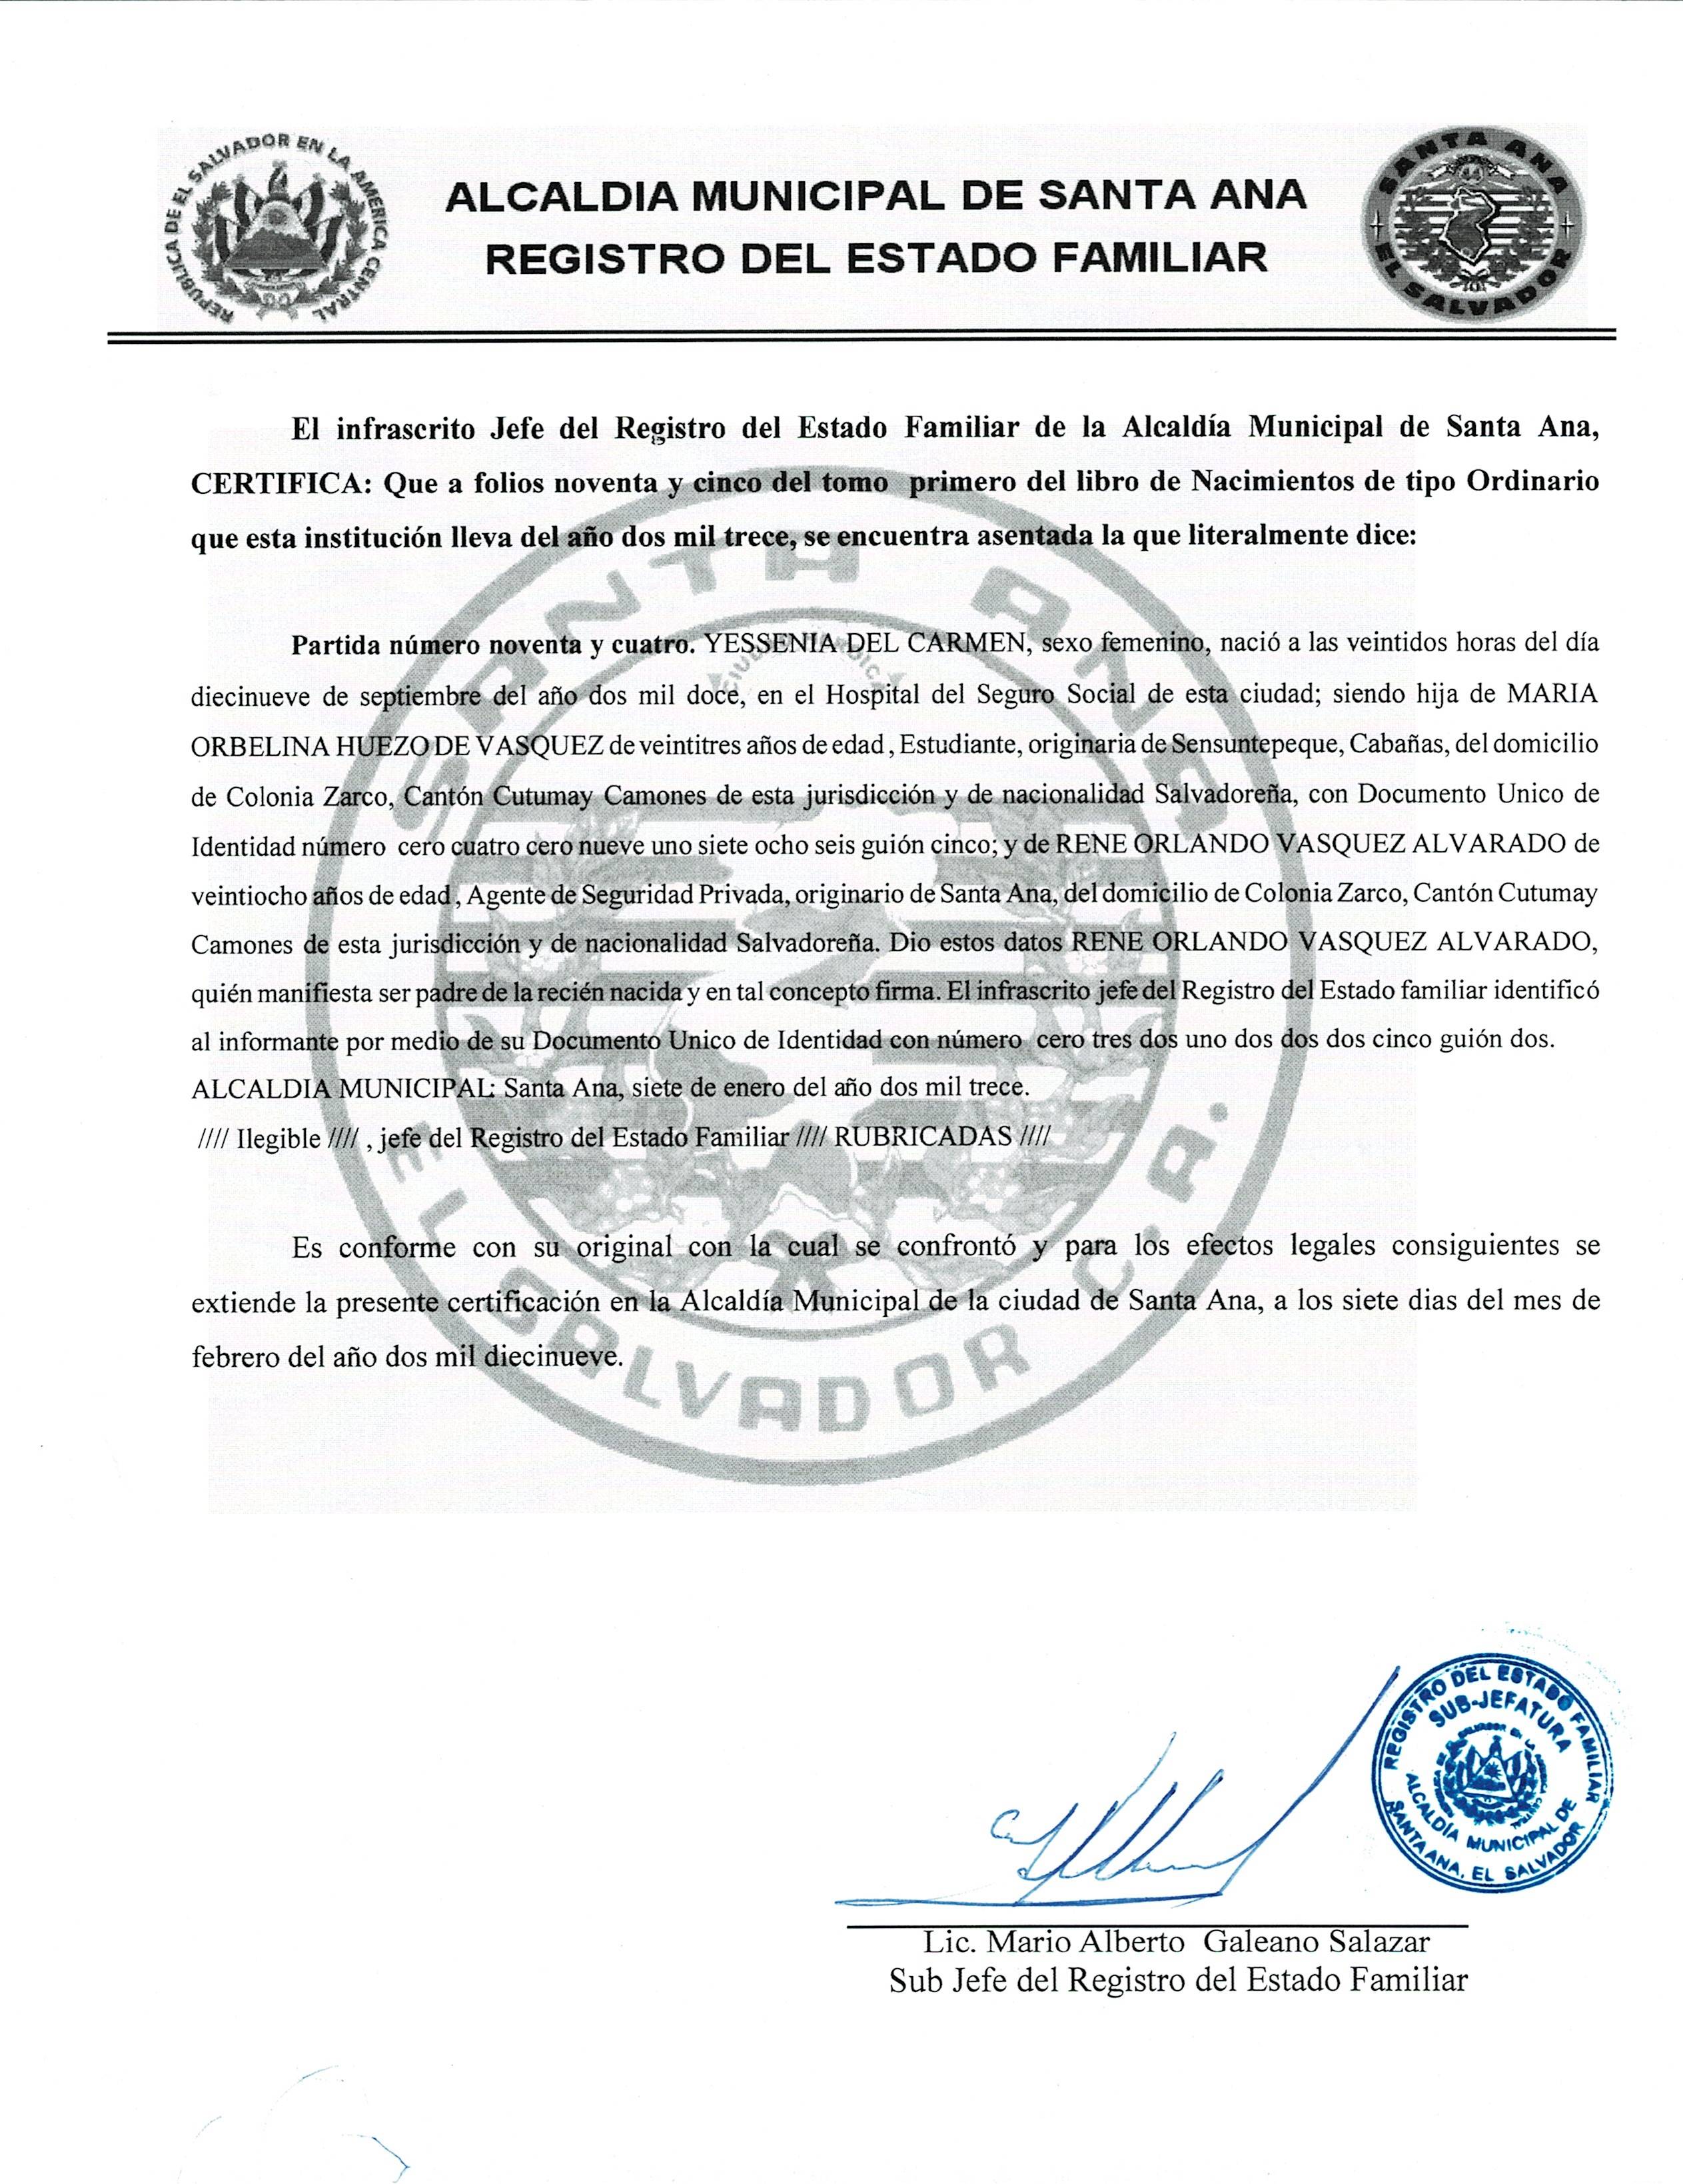 REPUBLICA DE EL SALVADOR EN LA AMERICA CENTRAL
ALCALDIA MUNICIPAL DE SANTA ANA
REGISTRO DEL ESTADO FAMILIAR
SANTA ANA
EL SALVADOR
El infrascrito Jefe del Registro del Estado Familiar de la Alcaldía Municipal de Santa Ana,
CERTIFICA: Que a folios noventa y cinco del tomo primero del libro de Nacimientos de tipo Ordinario
que esta institución lleva del año dos mil trece, se encuentra asentada la que literalmente dice:
SANTA ANA
Partida número noventa y cuatro. YESSENIA DEL CARMEN, sexo femenino, nació a las veintidos horas del día
diecinueve de septiembre del año dos mil doce, en el Hospital del Seguro Social de esta ciudad; siendo hija de MARIA
ORBELINA HUEZO DE VASQUEZ de veintitres años de edad , Estudiante, originaria de Sensuntepeque, Cabañas, del domicilio
de Colonia Zarco, Cantón Cutumay Camones de esta jurisdicción y de nacionalidad Salvadoreña, con Documento Unico de
Identidad número cero cuatro cero nueve uno siete ocho seis guión cinco; y de RENE ORLANDO VASQUEZ ALVARADO de
veintiocho años de edad , Agente de Seguridad Privada, originario de Santa Ana, del domicilio de Colonia Zarco, Cantón Cutumay
Camones de esta jurisdicción y de nacionalidad Salvadoreña. Dio estos datos RENE ORLANDO VASQUEZ ALVARADO,
quién manifiesta ser padre de la recién nacida y en tal concepto firma. El infrascrito jefe del Registro del Estado familiar identificó
al informante por medio de su Documento Unico de Identidad con número cero tres dos uno dos dos dos cinco guión dos.
ALCALDIA MUNICIPAL: Santa Ana, siete de enero del año dos mil trece.
//// Ilegible //// , jefe del Registro del Estado Familiar //// RUBRICADAS ////
Es conforme con su original con la cual se confrontó y para los efectos legales consiguientes se
extiende la presente certificación en la Alcaldía Municipal de la ciudad de Santa Ana, a los siete dias del mes de
febrero del año dos mil diecinueve.
EL SALVADOR C.A.
REGISTRO DEL ESTADO FAMILIAR
SUB-JEFATURA
ALCALDIA MUNICIPAL DE
SANTA ANA, EL SALVADOR
Lic. Mario Alberto Galeano Salazar
Sub Jefe del Registro del Estado Familiar